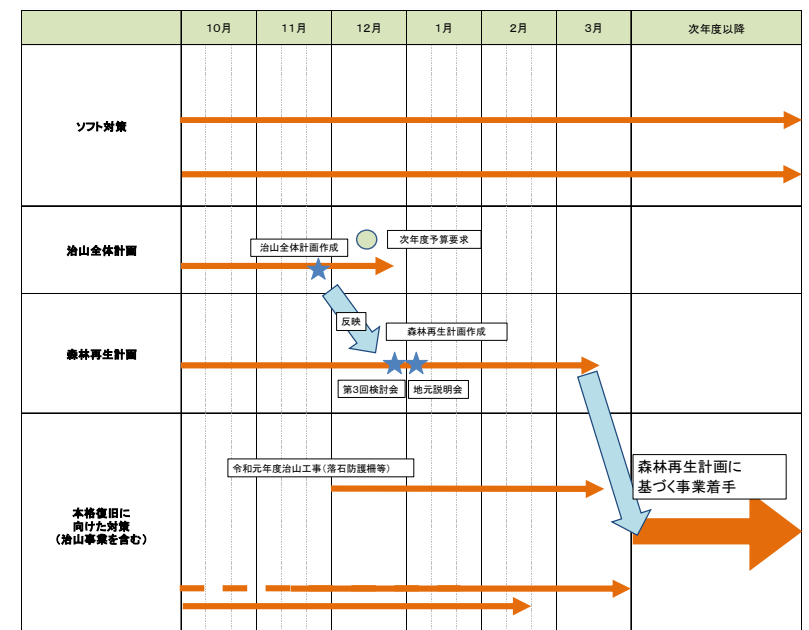 10月 11月 12月 1月 2月 3月 次年度以降
ソフト対策
治山全体計画
治山全体計画作成
次年度予算要求
反映
森林再生計画
森林再生計画作成
第3回検討会
地元説明会
令和元年度治山工事(落石防護柵等)
本格復旧に
向けた対策
(治山事業を含む)
森林再生計画に
基づく事業着手